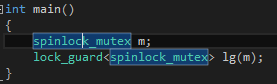 int main()
{
spinlock_mutex m;
lock_guard<spinlock_mutex> lg(m);
}